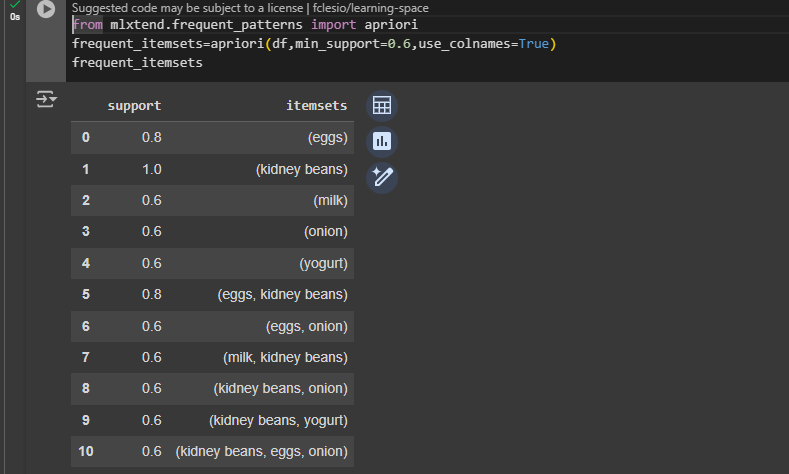 Suggested code may be subject to a license | fclesio/learning-space
0s
from mlxtend.frequent_patterns import apriori
frequent_itemsets=apriori(df,min_support=0.6,use_colnames=True)
frequent_itemsets
support itemsets
0 0.8 (eggs)
1 1.0 (kidney beans)
2 0.6 (milk)
3 0.6 (onion)
4 0.6 (yogurt)
5 0.8 (eggs, kidney beans)
6 0.6 (eggs, onion)
7 0.6 (milk, kidney beans)
8 0.6 (kidney beans, onion)
9 0.6 (kidney beans, yogurt)
10 0.6 (kidney beans, eggs, onion)